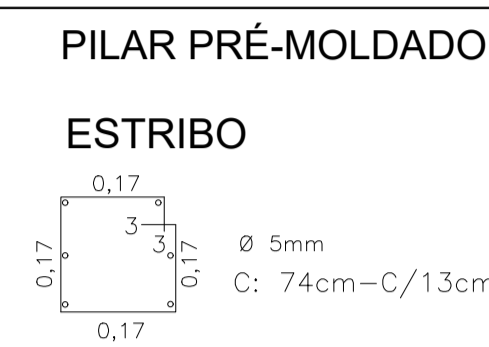 PILAR PRÉ-MOLDADO
ESTRIBO
0,17
3
3
0,17
0,17
Ø 5mm
C: 74cm-C/13cm
0,17